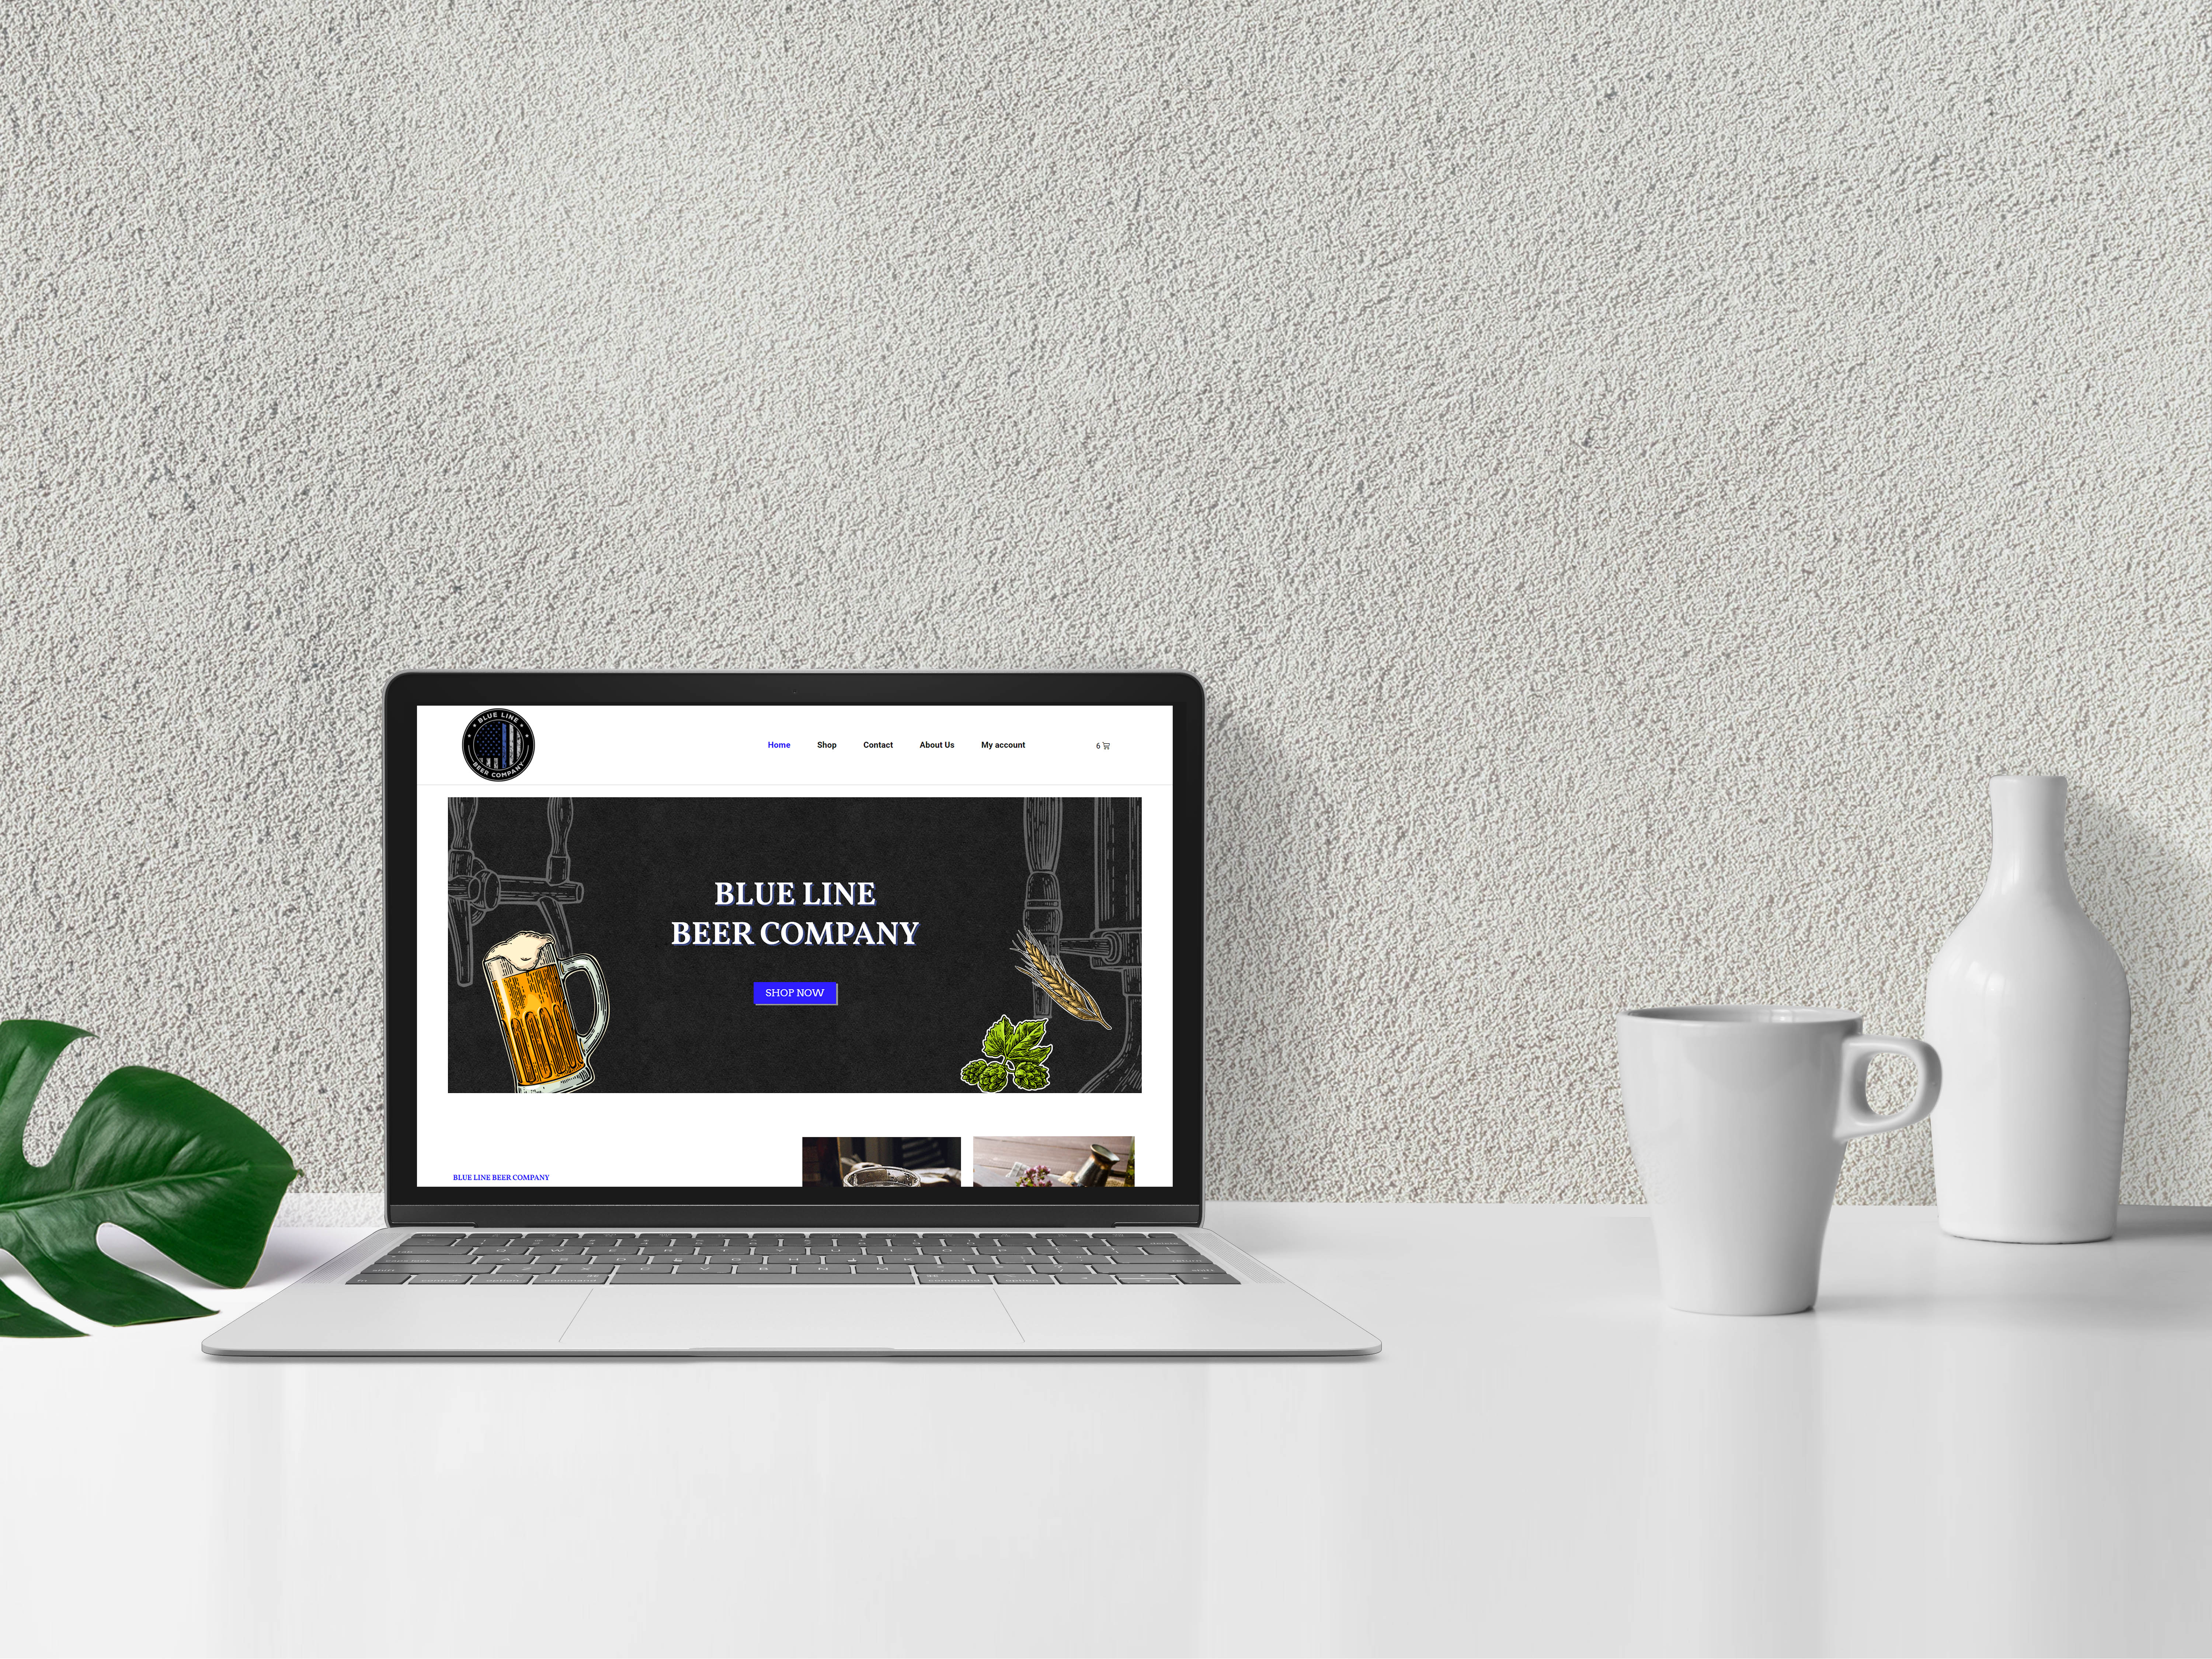 BLUE LINE
BEER COMPANY
Home Shop Contact About Us My account 6
BLUE LINE
BEER COMPANY
SHOP NOW
BLUE LINE BEER COMPANY